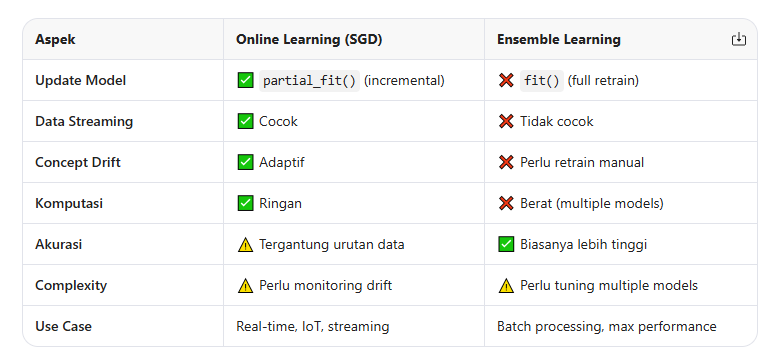 Aspek Online Learning (SGD) Ensemble Learning
Update Model ✅ partial_fit() (incremental) ❌ fit() (full retrain)
Data Streaming ✅ Cocok ❌ Tidak cocok
Concept Drift ✅ Adaptif ❌ Perlu retrain manual
Komputasi ✅ Ringan ❌ Berat (multiple models)
Akurasi ⚠️ Tergantung urutan data ✅ Biasanya lebih tinggi
Complexity ⚠️ Perlu monitoring drift ⚠️ Perlu tuning multiple models
Use Case Real-time, IoT, streaming Batch processing, max performance